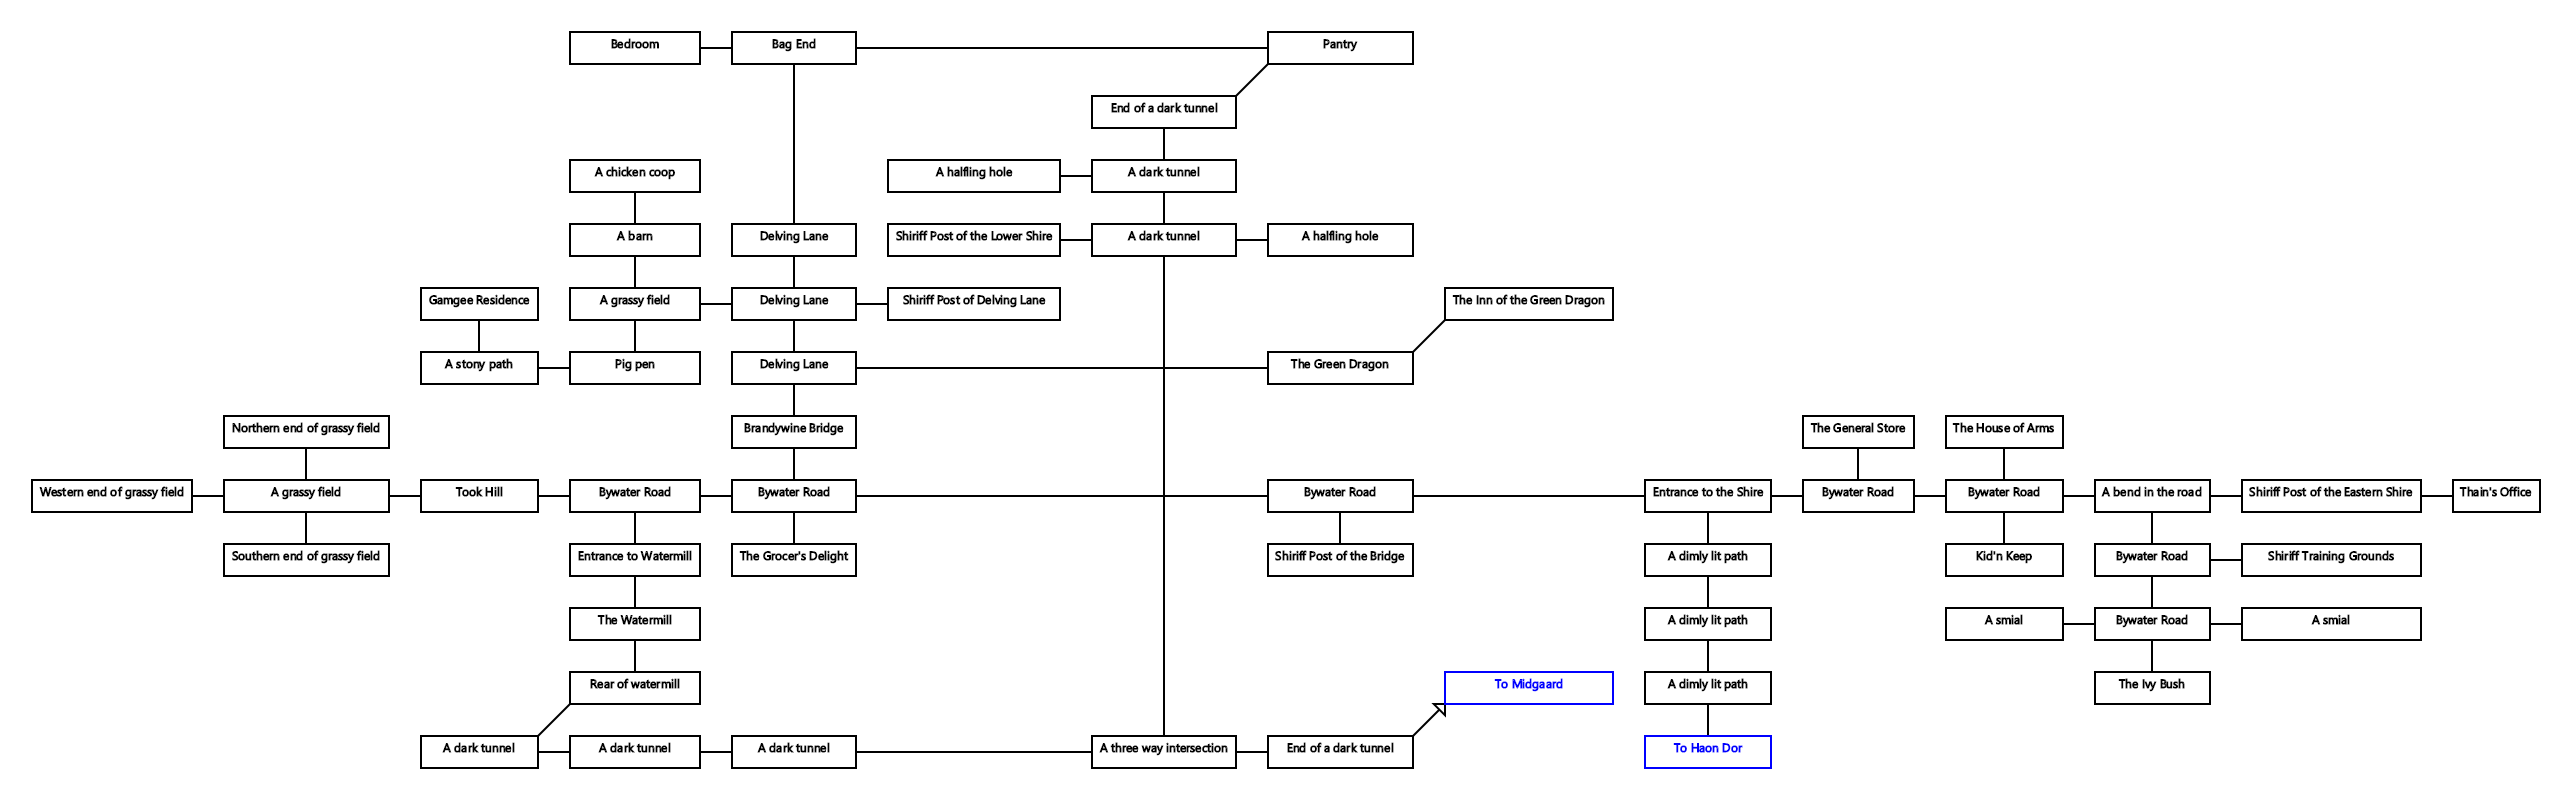 Bedroom
Bag End
Pantry
End of a dark tunnel
A chicken coop
A halfling hole
A dark tunnel
A barn
Delving Lane
Shiriff Post of the Lower Shire
A dark tunnel
A halfling hole
Gamgee Residence
A grassy field
Delving Lane
Shiriff Post of Delving Lane
The Inn of the Green Dragon
A stony path
Pig pen
Delving Lane
The Green Dragon
Northern end of grassy field
Brandywine Bridge
The General Store
The House of Arms
Western end of grassy field
A grassy field
Took Hill
Bywater Road
Bywater Road
Bywater Road
Entrance to the Shire
Bywater Road
Bywater Road
A bend in the road
Shiriff Post of the Eastern Shire
Thain's Office
Southern end of grassy field
Entrance to Watermill
The Grocer's Delight
Shiriff Post of the Bridge
A dimly lit path
Kid'n Keep
Bywater Road
Shiriff Training Grounds
The Watermill
A dimly lit path
A smial
Bywater Road
A smial
Rear of watermill
To Midgaard
A dimly lit path
The Ivy Bush
A dark tunnel
A dark tunnel
A dark tunnel
A three way intersection
End of a dark tunnel
To Haon Dor